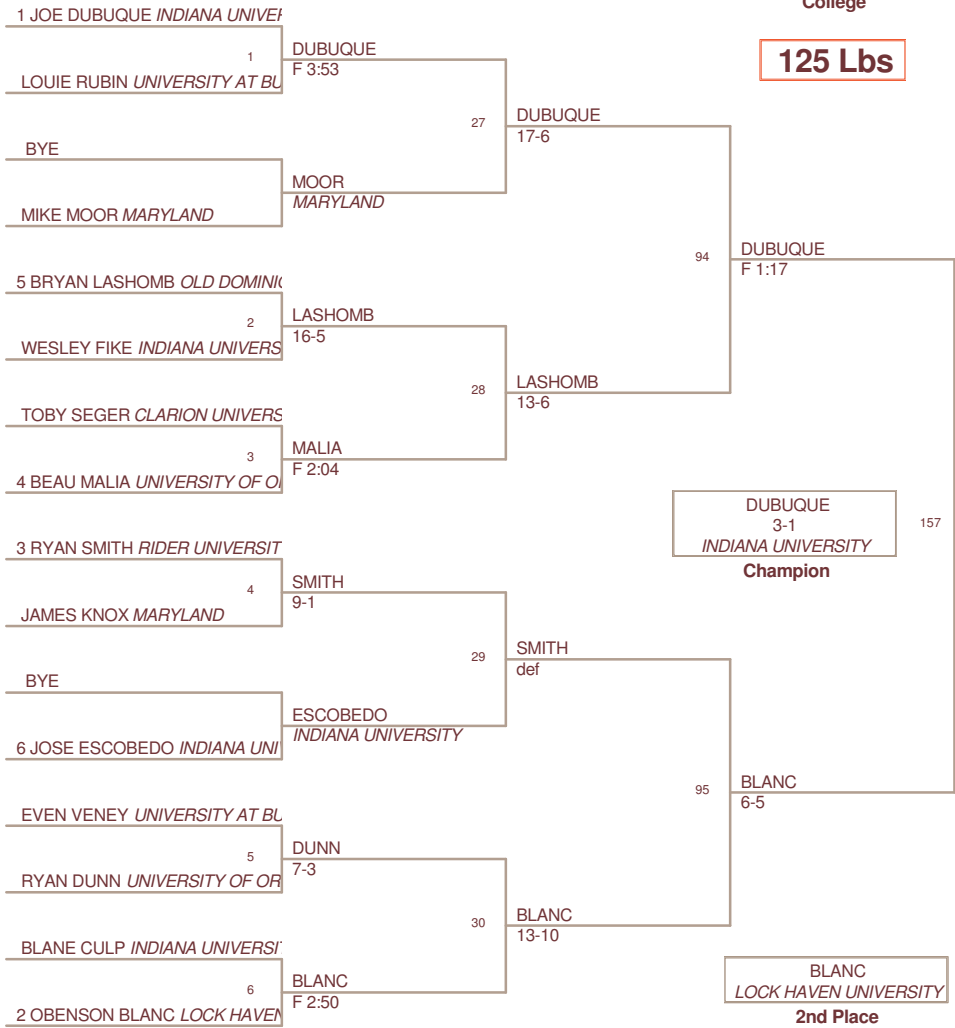 College
125 Lbs
1 JOE DUBUQUE INDIANA UNIVER
1
LOUIE RUBIN UNIVERSITY AT BU
DUBUQUE
F 3:53
BYE
MIKE MOOR MARYLAND
MOOR
MARYLAND
27
DUBUQUE
17-6
5 BRYAN LASHOMB OLD DOMINIO
2
WESLEY FIKE INDIANA UNIVERS
LASHOMB
16-5
TOBY SEGER CLARION UNIVERS
3
4 BEAU MALIA UNIVERSITY OF OR
MALIA
F 2:04
28
LASHOMB
13-6
94
DUBUQUE
F 1:17
3 RYAN SMITH RIDER UNIVERSIT
4
JAMES KNOX MARYLAND
SMITH
9-1
BYE
6 JOSE ESCOBEDO INDIANA UNI
ESCOBEDO
INDIANA UNIVERSITY
29
SMITH
def
EVEN VENEY UNIVERSITY AT BU
5
RYAN DUNN UNIVERSITY OF OR
DUNN
7-3
BLANE CULP INDIANA UNIVERSI
6
2 OBENSON BLANC LOCK HAVEN
BLANC
F 2:50
30
BLANC
13-10
95
BLANC
6-5
157
DUBUQUE
3-1
INDIANA UNIVERSITY
Champion
BLANC
LOCK HAVEN UNIVERSITY
2nd Place